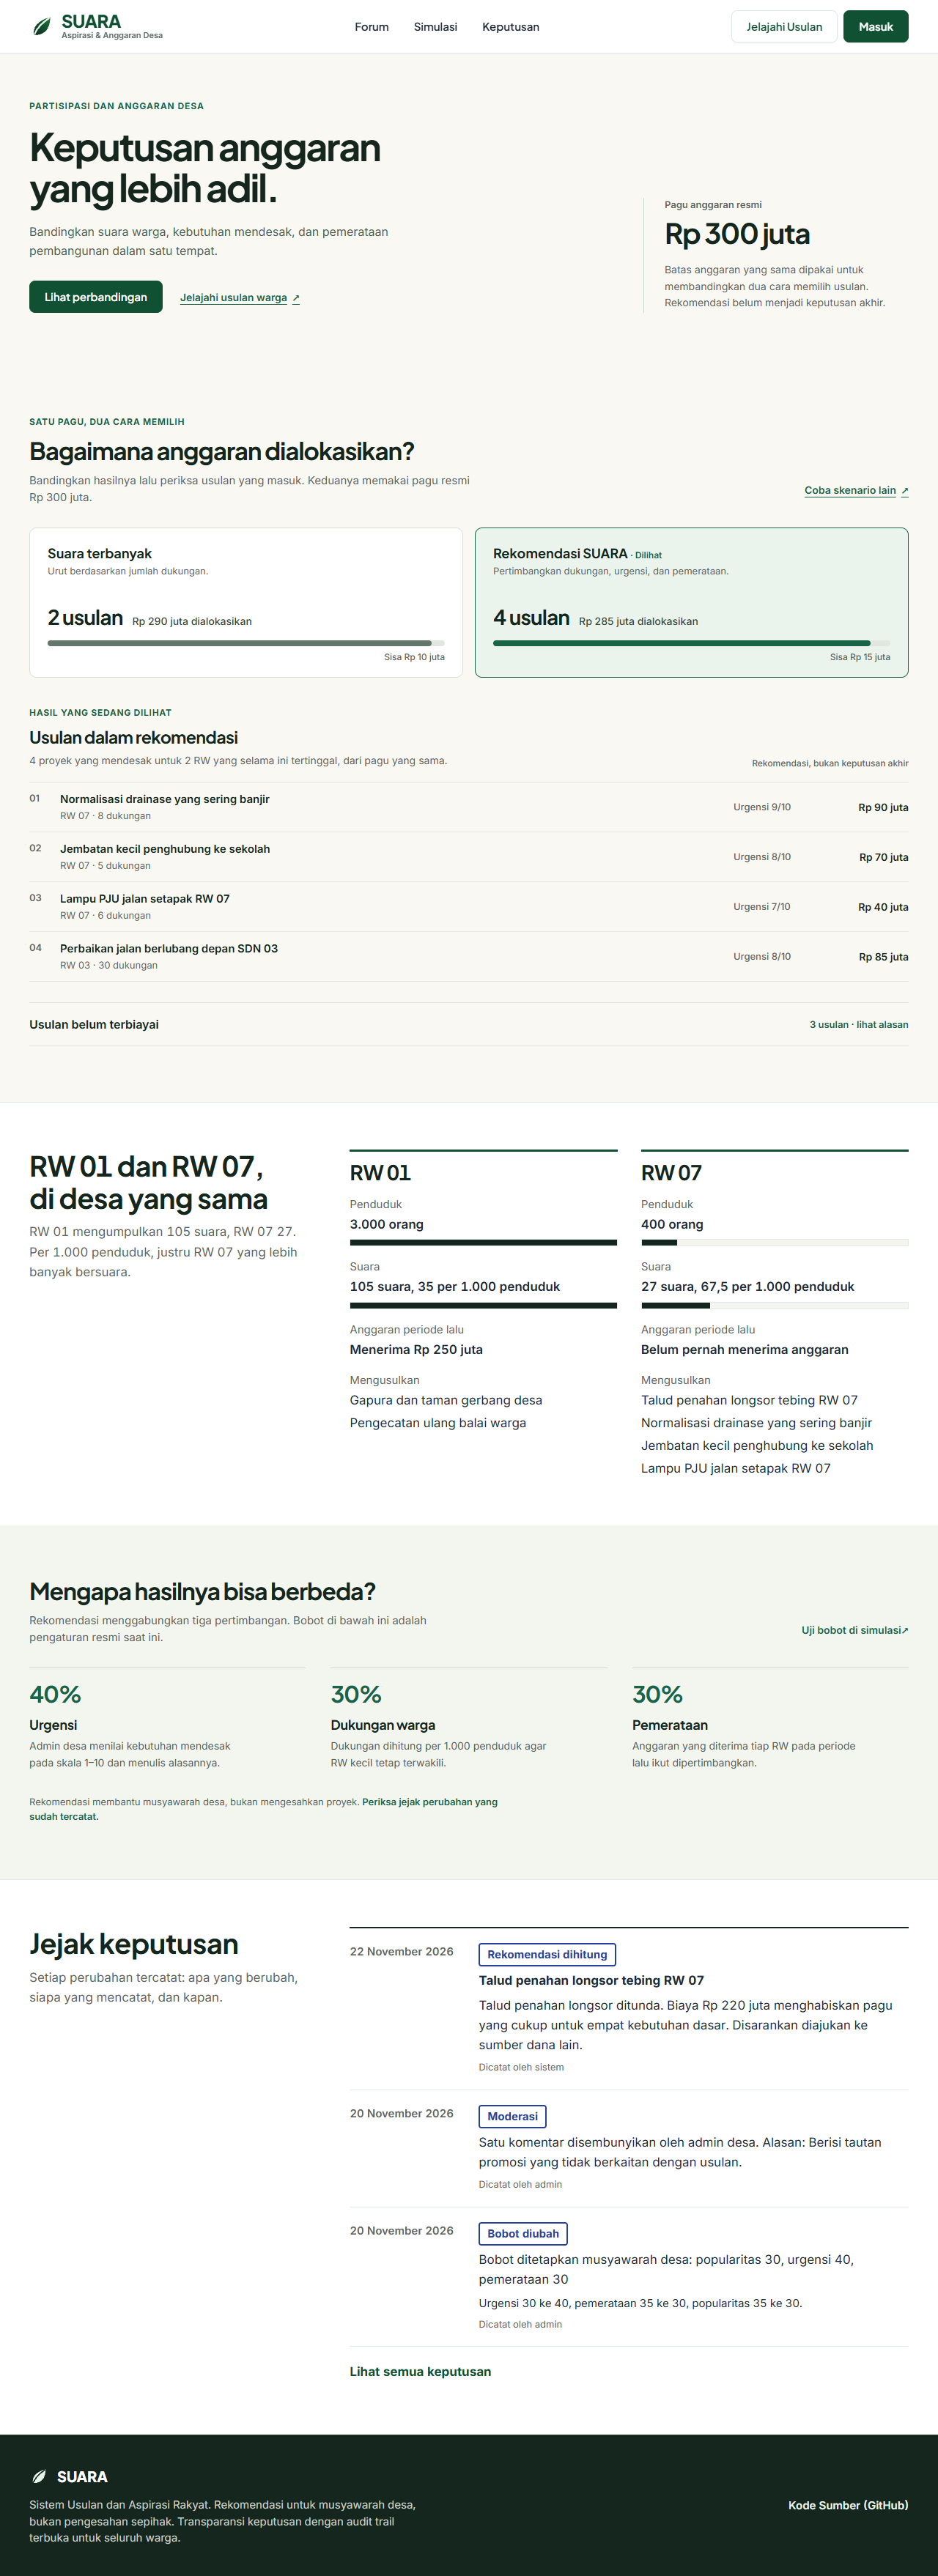 SUARA
Aspirasi & Anggaran Desa
Forum
Simulasi
Keputusan
Jelajahi Usulan
Masuk
PARTISIPASI DAN ANGGARAN DESA
Keputusan anggaran
yang lebih adil.
Bandingkan suara warga, kebutuhan mendesak, dan pemerataan
pembangunan dalam satu tempat.
Lihat perbandingan
Jelajahi usulan warga ↗
Pagu anggaran resmi
Rp 300 juta
Batas anggaran yang sama dipakai untuk
membandingkan dua cara memilih usulan.
Rekomendasi belum menjadi keputusan akhir.
SATU PAGU, DUA CARA MEMILIH
Bagaimana anggaran dialokasikan?
Bandingkan hasilnya lalu periksa usulan yang masuk. Keduanya memakai pagu resmi
Rp 300 juta.
Coba skenario lain ↗
Suara terbanyak
Urut berdasarkan jumlah dukungan.
2 usulan Rp 290 juta dialokasikan
Sisa Rp 10 juta
Rekomendasi SUARA · Dilihat
Pertimbangkan dukungan, urgensi, dan pemerataan.
4 usulan Rp 285 juta dialokasikan
Sisa Rp 15 juta
HASIL YANG SEDANG DILIHAT
Usulan dalam rekomendasi
4 proyek yang mendesak untuk 2 RW yang selama ini tertinggal, dari pagu yang sama.
Rekomendasi, bukan keputusan akhir
01 Normalisasi drainase yang sering banjir
RW 07 · 8 dukungan
Urgensi 9/10
Rp 90 juta
02 Jembatan kecil penghubung ke sekolah
RW 07 · 5 dukungan
Urgensi 8/10
Rp 70 juta
03 Lampu PJU jalan setapak RW 07
RW 07 · 6 dukungan
Urgensi 7/10
Rp 40 juta
04 Perbaikan jalan berlubang depan SDN 03
RW 03 · 30 dukungan
Urgensi 8/10
Rp 85 juta
Usulan belum terbiayai
3 usulan · lihat alasan
RW 01 dan RW 07,
di desa yang sama
RW 01 mengumpulkan 105 suara, RW 07 27.
Per 1.000 penduduk, justru RW 07 yang lebih
banyak bersuara.
RW 01
Penduduk
3.000 orang
Suara
105 suara, 35 per 1.000 penduduk
Anggaran periode lalu
Menerima Rp 250 juta
Mengusulkan
Gapura dan taman gerbang desa
Pengecatan ulang balai warga
RW 07
Penduduk
400 orang
Suara
27 suara, 67,5 per 1.000 penduduk
Anggaran periode lalu
Belum pernah menerima anggaran
Mengusulkan
Talud penahan longsor tebing RW 07
Normalisasi drainase yang sering banjir
Jembatan kecil penghubung ke sekolah
Lampu PJU jalan setapak RW 07
Mengapa hasilnya bisa berbeda?
Rekomendasi menggabungkan tiga pertimbangan. Bobot di bawah ini adalah
pengaturan resmi saat ini.
Uji bobot di simulasi↗
40%
Urgensi
Admin desa menilai kebutuhan mendesak
pada skala 1–10 dan menulis alasannya.
30%
Dukungan warga
Dukungan dihitung per 1.000 penduduk agar
RW kecil tetap terwakili.
30%
Pemerataan
Anggaran yang diterima tiap RW pada periode
lalu ikut dipertimbangkan.
Rekomendasi membantu musyawarah desa, bukan mengesahkan proyek. Periksa jejak perubahan yang
sudah tercatat.
Jejak keputusan
Setiap perubahan tercatat: apa yang berubah,
siapa yang mencatat, dan kapan.
22 November 2026
Rekomendasi dihitung
Talud penahan longsor tebing RW 07
Talud penahan longsor ditunda. Biaya Rp 220 juta menghabiskan pagu
yang cukup untuk empat kebutuhan dasar. Disarankan diajukan ke
sumber dana lain.
Dicatat oleh sistem
20 November 2026
Moderasi
Satu komentar disembunyikan oleh admin desa. Alasan: Berisi tautan
promosi yang tidak berkaitan dengan usulan.
Dicatat oleh admin
20 November 2026
Bobot diubah
Bobot ditetapkan musyawarah desa: popularitas 30, urgensi 40,
pemerataan 30
Urgensi 30 ke 40, pemerataan 35 ke 30, popularitas 35 ke 30.
Dicatat oleh admin
Lihat semua keputusan
SUARA
Sistem Usulan dan Aspirasi Rakyat. Rekomendasi untuk musyawarah desa,
bukan pengesahan sepihak. Transparansi keputusan dengan audit trail
terbuka untuk seluruh warga.
Kode Sumber (GitHub)